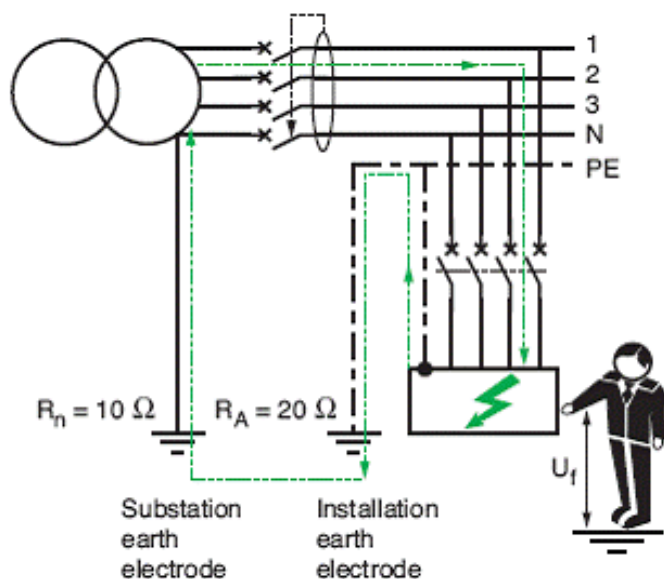 1
2
3
N
PE
Rn = 10 Ω
RA = 20 Ω
Uf
Substation
earth
electrode
Installation
earth
electrode